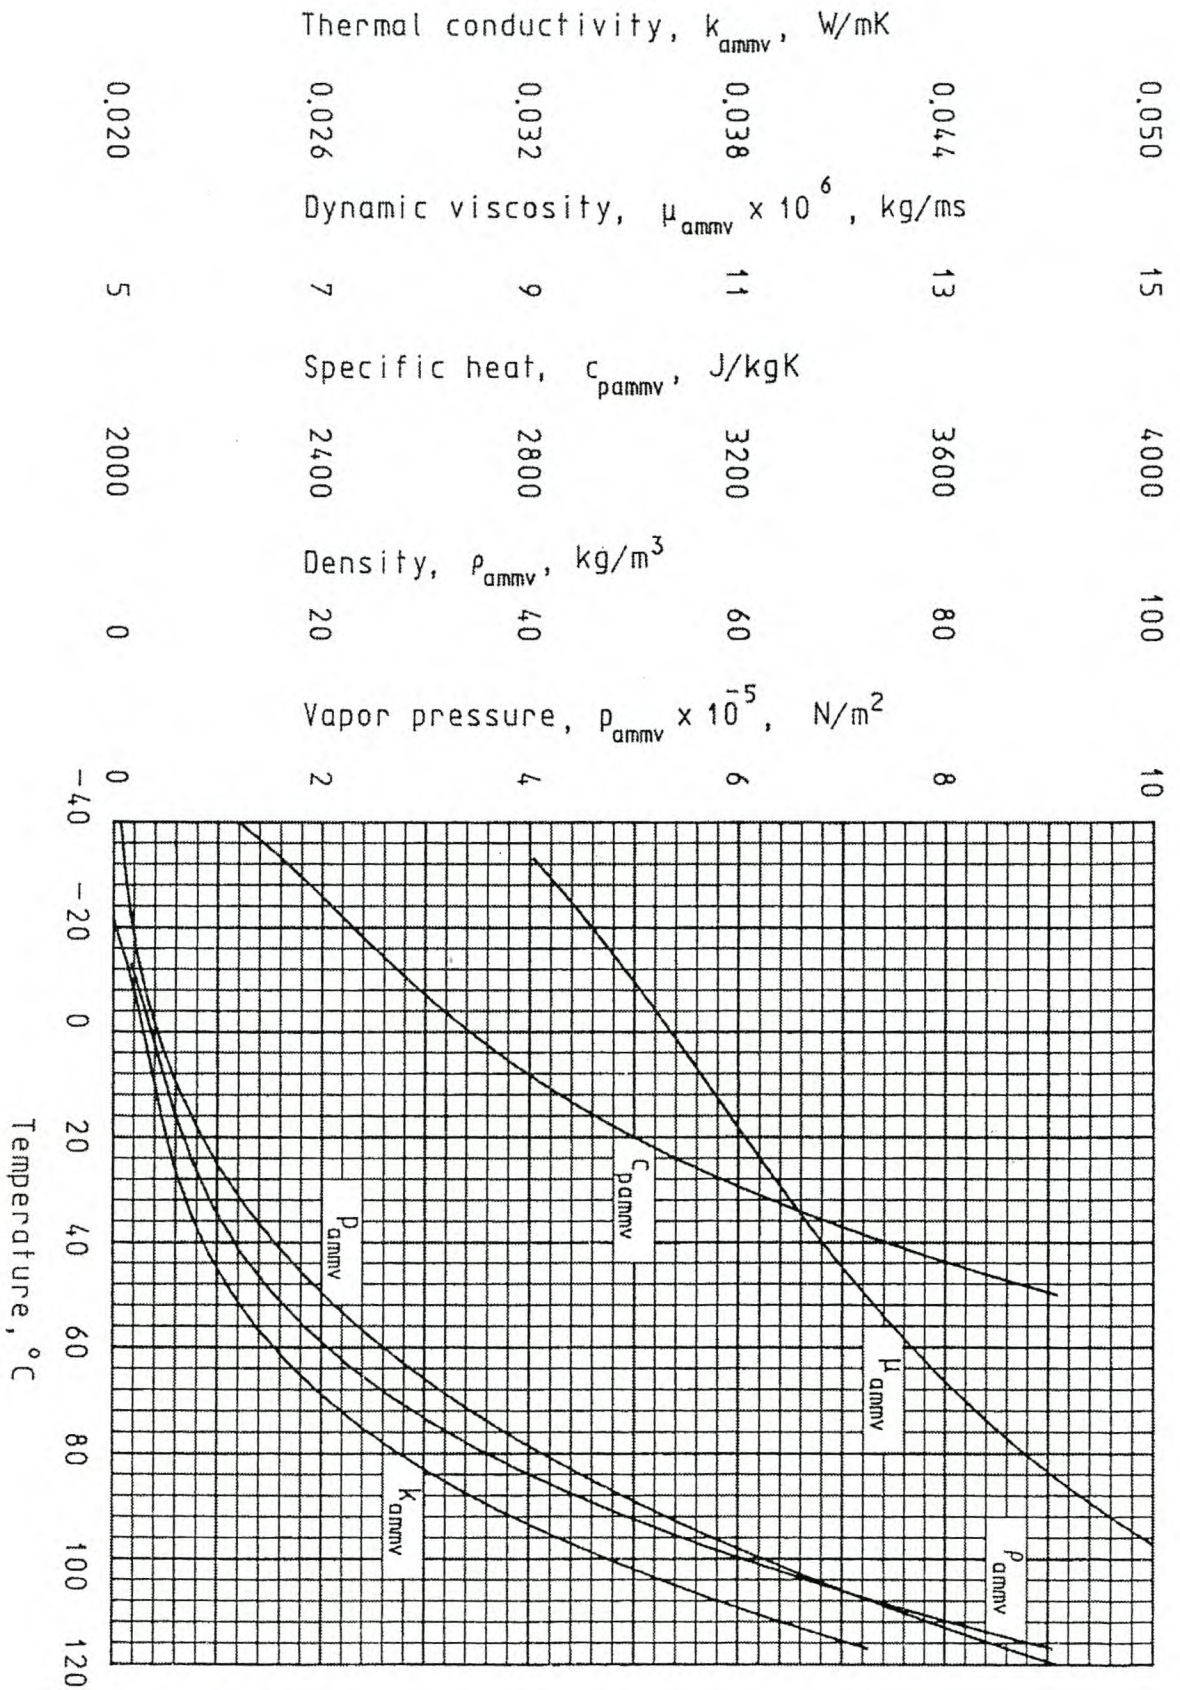 Thermal conductivity, k_ammv, W/mK
0.020 0.026 0.032 0.038 0.044 0.050
Dynamic viscosity, μ_ammv x 10^6, kg/ms
5 7 9 11 13 15
Specific heat, c_pammv, J/kgK
2000 2400 2800 3200 3600 4000
Density, ρ_ammv, kg/m³
0 20 40 60 80 100
Vapor pressure, p_ammv x 10^-5, N/m²
0 2 4 6 8 10
-40 -20 0 20 40 60 80 100 120
Temperature, °C
c_pammv
p_ammv
μ_ammv
k_ammv
ρ_ammv